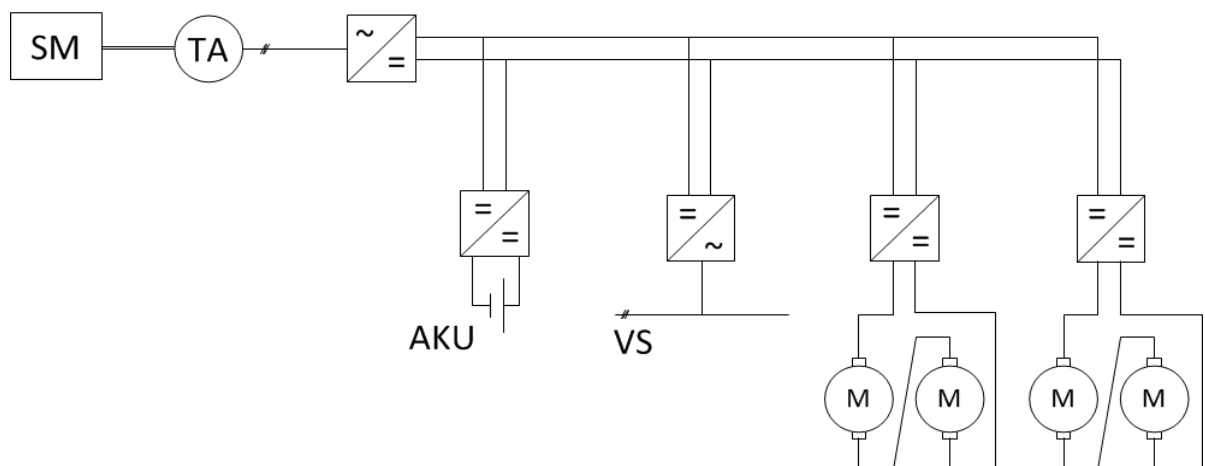 SM
TA
~
=
=
=
=
~
=
=
=
=
AKU
VS
M
M
M
M